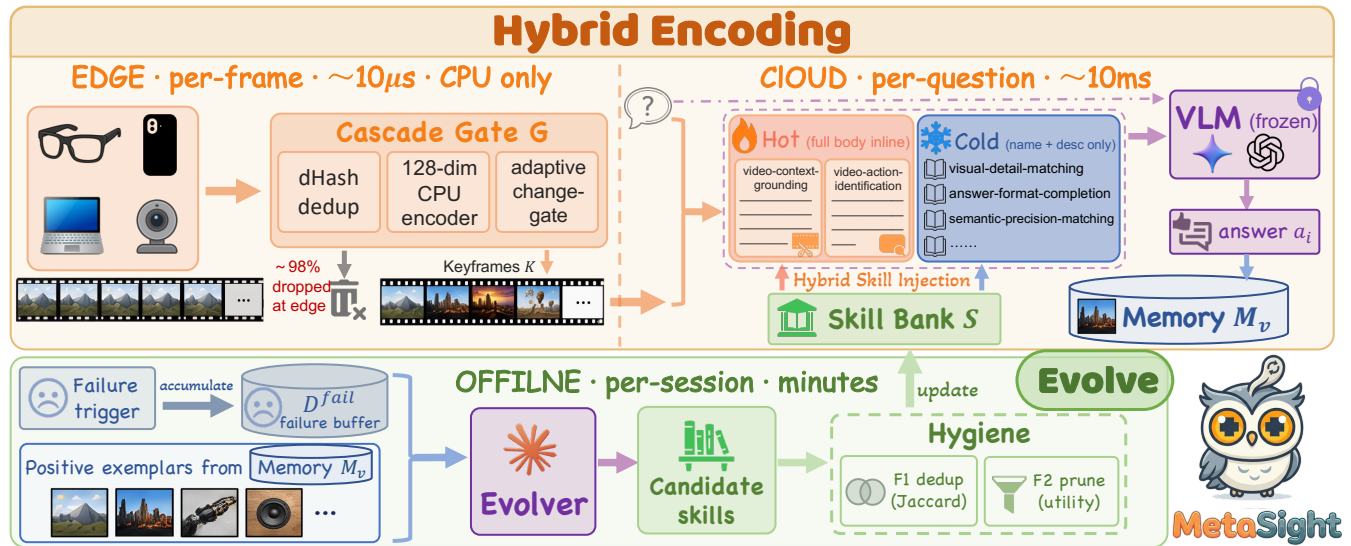 Hybrid Encoding
EDGE · per-frame · ～10μs · CPU only
ClOUD · per-question · ～10ms
Cascade Gate G
dHash
dedup
128-dim
CPU
encoder
adaptive
change-
gate
~ 98%
dropped
at edge
Keyframes K
...
...
?
Hot (full body inline)
video-context-
grounding
video-action-
identification
Cold (name + desc only)
visual-detail-matching
answer-format-completion
semantic-precision-matching
......
Hybrid Skill Injection
Skill Bank S
VLM (frozen)
answer aᵢ
Memory Mᵥ
OFFILNE · per-session · minutes
Evolve
Failure
trigger
accumulate
D^fail
failure buffer
Positive exemplars from Memory Mᵥ
...
Evolver
Candidate
skills
update
Hygiene
F1 dedup
(Jaccard)
F2 prune
(utility)
MetaSight